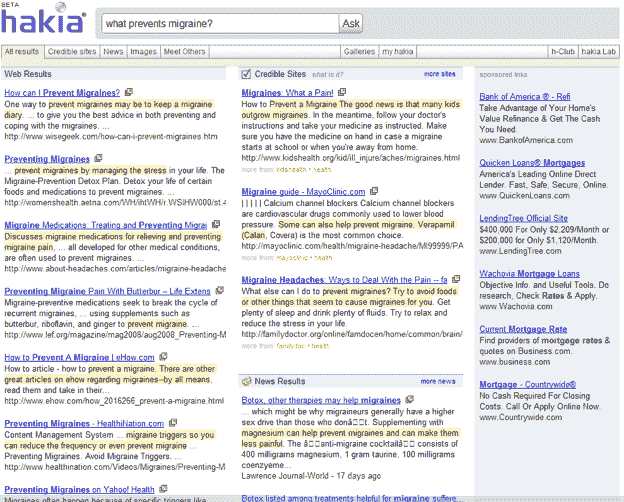 BETA
hakia
what prevents migraine?
Ask
All results
Credible sites
News
Images
Meet Others
Galleries
my hakia
h-Club
hakia Lab
Web Results
How can I Prevent Migraines?
One way to prevent migraines may be to keep a migraine
diary. ... to give you the best advice in both preventing and
coping with the migraines. ...
http://www.wisegeek.com/how-can-i-prevent-migraines.htm
Preventing Migraines
... prevent migraines by managing the stress in your life. The
Migraine-Prevention Detox Plan. Detox your life of certain
foods and medications to prevent migraines.
http://womenshealth.aetna.com/WH/ihtWH/r.WSIHW000/st.4
Migraine Medications: Treating and Preventing Migrai
Discusses migraine medocations for relieving and preventing
migraine pain, ... all developed for other medical conditions,
are often used to prevent migraines.
http://www.about-headaches.com/articles/migraine-headache
Preventing Migraine Pain With Butterbur – Life Extens
Migraine-preventive medications seek to break the cycle of
recurrent migraines, ... using supplements such as
butterbur, riboflavin, and ginger to prevent migraine. ...
http://www.lef.org/magazine/mag2008/aug2008_Preventing-M
How to Prevent A Migraine I eHow.com
How to article - how to prevent a migraine. There are other
great articles on ehow regarding migraines--by all means,
read them and take in their...
http://www.ehow.com/how_2016266_prevent-a-migraine.html
Preventing Migraines - HealthiNation.com
Content Management System ... migraine triggers so you
can reduce the frequency or even prevent migraine ...
Preventing Migraines. Avoid Migraine Triggers.
http://www.healthination.com/Videos/Migraines/Preventing-M
Preventing Migraines on Yahoo! Health
Migraines often happen because of specific triggers like
Credible Sites
what is it?
more sites
Migraines: What a Pain!
How to Prevent a Migraine The good news is that many kids
outgrow migraines. In the meantime, follow your doctor's
instructions and take your medicine as instructed. Make
sure you have the medicine on hand in case a migraine
starts at school or when you're away from home.
http://www.kidshealth.org/kid/ill_injure/aches/migraines.html
more from: kidshealth • health
Migraine guide - MayoClinic.com
| | | | | Calcium channel blockers Calcium channel blockers
are cardiovascular drugs commonly used to lower blood
pressure. Some can also help prevent migraine. Verapamil
(Calan, Covera) is the most common choice.
http://mayoclinic.com/health/migraine-headache/MI99999/PA
more from: mayoclinic • health
Migraine Headaches: Ways to Deal With the Pain -- fa
What else can I do to prevent migraines? Try to avoid foods
or other things that seem to cause migraines for you. Get
plenty of sleep and drink plenty of fluids. Try to relax and
reduce the stress in your life.
http://familydoctor.org/online/famdocen/home/common/brain/
more from: familydoctor • health
News Results
more news
Botox, other therapies may help migraines
... which might be why migraineurs generally have a higher
sex drive than those who donâ□□t. Supplementing with
magnesium can help prevent migraines and can make them
less painful. The â□□anti-migraine cocktailâ□□ consists of
400 milligrams magnesium, 1 gram taurine, 100 milligrams
coenzyme...
Lawrence Journal-World - 17 days ago
Botox listed among treatments helpful for migraine suffere
sponsored links
Bank of America ® - Refi
Take Advantage of Your Home's
Value Refinance & Get The Cash
You Need.
www.BankofAmerica.com
Quicken Loans® Mortgages
America's Leading Online Direct
Lender. Fast, Safe, Secure, Online.
www.QuickenLoans.com
LendingTree Official Site
$400,000 For Only $2,209/Month or
$200,000 for Only $1,120/Month.
www.LendingTree.com
Wachovia Mortgage Loans
Objective Info. and Useful Tools. Do
research, Check Rates & Apply.
www.Wachovia.com
Current Mortgage Rate
Find providers of mortgage rates &
quotes on Business.com.
www.business.com
Mortgage - Countrywide®
No Cash Required For Closing
Costs. Call Or Apply Online Now.
www.Countrywide.com